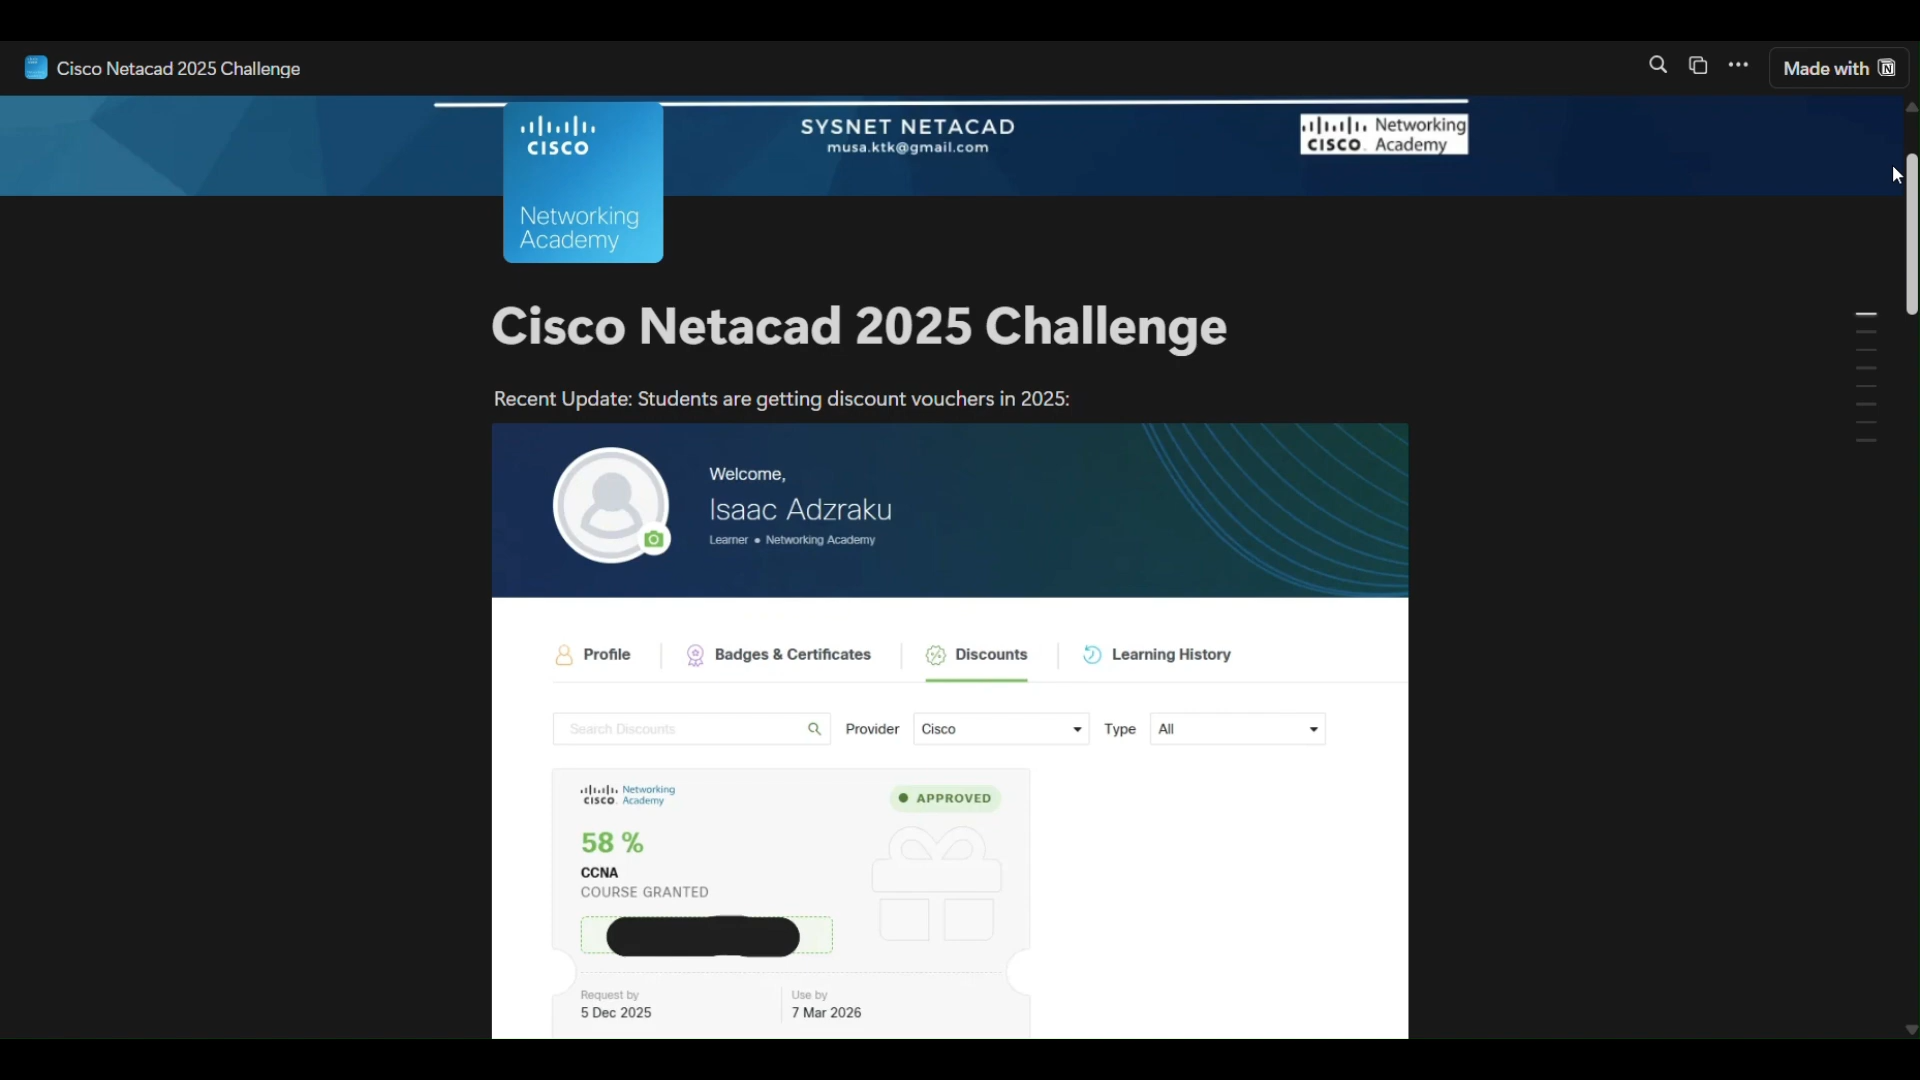 Cisco Netacad 2025 Challenge
Made with
SYSNET NETACAD
musa.ktk@gmail.com
CISCO
Networking
Academy
Networking
CISCO. Academy
Cisco Netacad 2025 Challenge
Recent Update: Students are getting discount vouchers in 2025:
Welcome,
Isaac Adzraku
Learner • Networking Academy
Profile
Badges & Certificates
Discounts
Learning History
Search Discounts
Provider
Cisco
Type
All
Networking
CISCO. Academy
APPROVED
58 %
CCNA
COURSE GRANTED
Request by
5 Dec 2025
Use by
7 Mar 2026